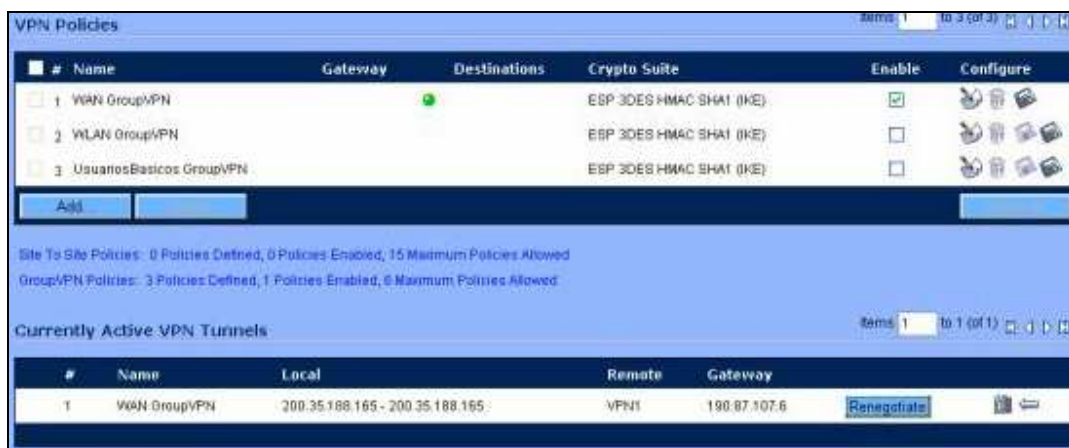 VPN Policies
Items 1 to 3 (of 3)
# Name Gateway Destinations Crypto Suite Enable Configure
1 WAN GroupVPN ESP 3DES HMAC SHA1 (IKE)
2 WLAN GroupVPN ESP 3DES HMAC SHA1 (IKE)
3 UsuariosBasicos GroupVPN ESP 3DES HMAC SHA1 (IKE)
Add...
Site To Site Policies: 0 Policies Defined, 0 Policies Enabled, 15 Maximum Policies Allowed
GroupVPN Policies: 3 Policies Defined, 1 Policies Enabled, 6 Maximum Policies Allowed
Currently Active VPN Tunnels
Items 1 to 1 (of 1)
# Name Local Remote Gateway
1 WAN GroupVPN 200.35.188.165 - 200.35.188.165 VPN1 190.87.107.6 Renegotiate